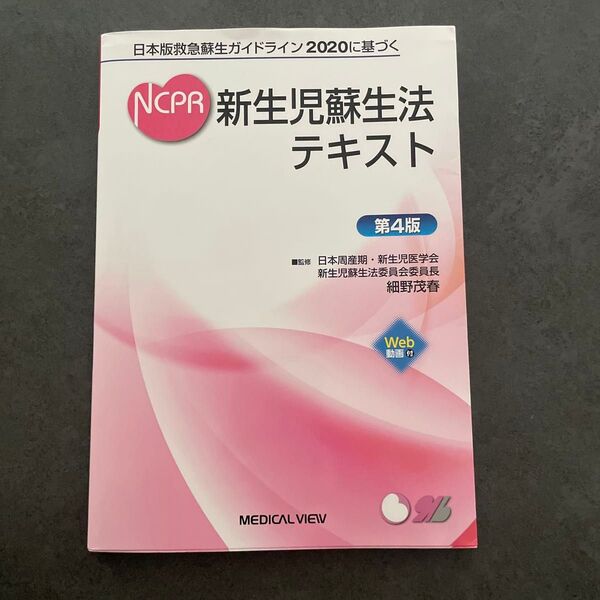 日本版救急蘇生ガイドライン2020に基づく
NCPR
新生児蘇生法
テキスト
第4版
■監修 日本周産期・新生児医学会
新生児蘇生法委員会委員長
細野茂春
Web
動画付
MEDICAL VIEW